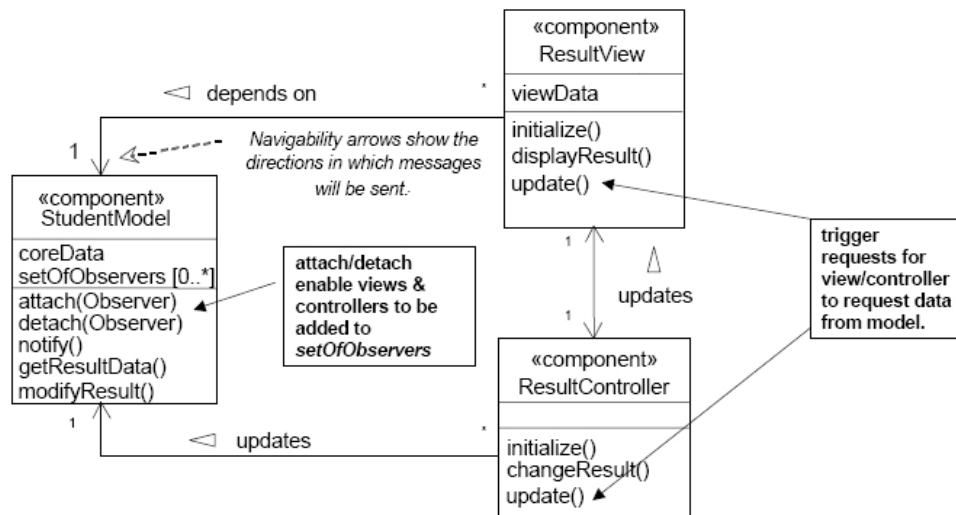 «component»
ResultView
viewData
initialize()
displayResult()
update()
depends on
*
1
Navigability arrows show the
directions in which messages
will be sent.
«component»
StudentModel
coreData
setOfObservers [0..*]
attach(Observer)
detach(Observer)
notify()
getResultData()
modifyResult()
1
attach/detach
enable views &
controllers to be
added to
setOfObservers
1
updates
1
trigger
requests for
view/controller
to request data
from model.
«component»
ResultController
initialize()
changeResult()
update()
updates
*